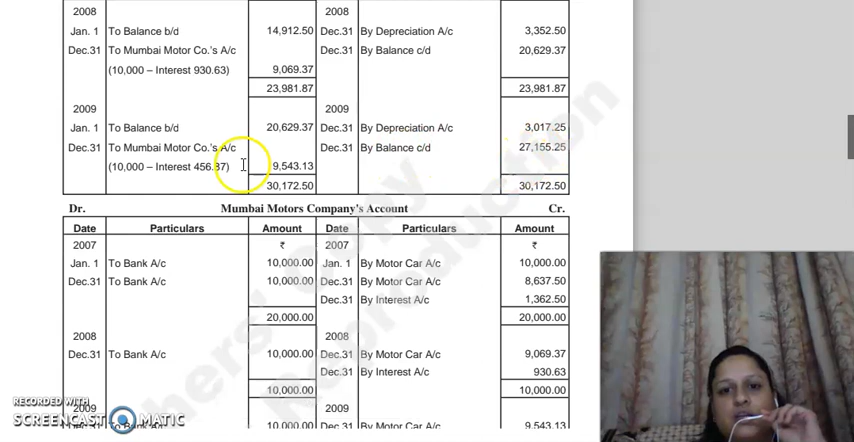 2008 2008
Jan. 1 To Balance b/d 14,912.50 Dec.31 By Depreciation A/c 3,352.50
Dec.31 To Mumbai Motor Co.'s A/c Dec.31 By Balance c/d 20,629.37
(10,000 – Interest 930.63) 9,069.37
23,981.87 23,981.87
2009 2009
Jan. 1 To Balance b/d 20,629.37 Dec.31 By Depreciation A/c 3,017.25
Dec.31 To Mumbai Motor Co.'s A/c Dec.31 By Balance c/d 27,155.25
(10,000 – Interest 456.87) 9,543.13
30,172.50 30,172.50
Dr. Mumbai Motors Company's Account Cr.
Date Particulars Amount Date Particulars Amount
2007 ₹ 2007 ₹
Jan. 1 To Bank A/c 10,000.00 Jan. 1 By Motor Car A/c 10,000.00
Dec.31 To Bank A/c 10,000.00 Dec.31 By Motor Car A/c 8,637.50
Dec.31 By Interest A/c 1,362.50
20,000.00 20,000.00
2008 2008
Dec.31 To Bank A/c 10,000.00 Dec.31 By Motor Car A/c 9,069.37
Dec.31 By Interest A/c 930.63
10,000.00 10,000.00
2009 2009
Dec.31 To Bank A/c 10,000.00 Dec.31 By Motor Car A/c 9,543.13
RECORDED WITH
SCREENCAST MATIC
Copy
Reproduction